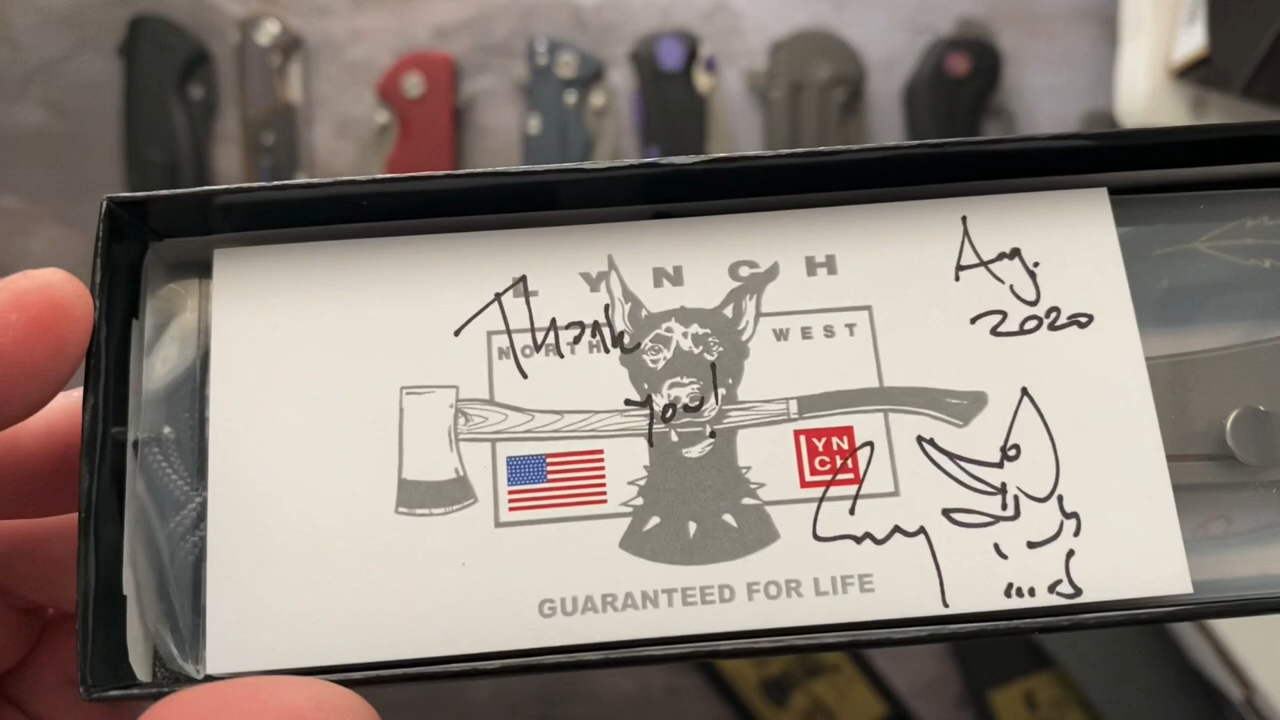 LYNCH
NORTH WEST
Thank
You!
Aug.
2020
LYN
CH
GUARANTEED FOR LIFE